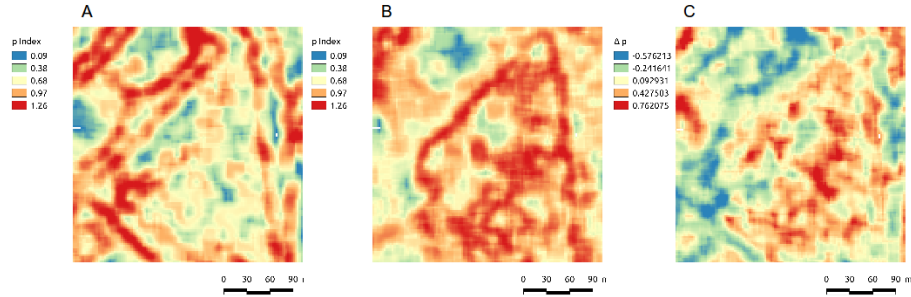 A
p Index
0.09
0.38
0.68
0.97
1.26
0 30 60 90 m
B
p Index
0.09
0.38
0.68
0.97
1.26
0 30 60 90 m
C
Δ p
-0.576213
-0.241641
0.092931
0.427503
0.762075
0 30 60 90 m